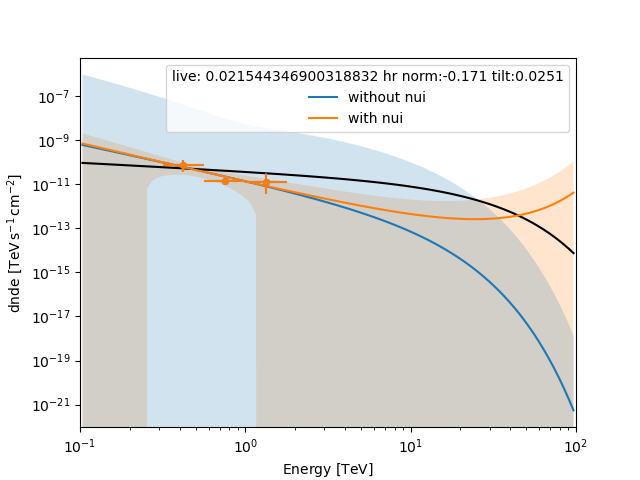 live: 0.021544346900318832 hr norm:-0.171 tilt:0.0251
without nui
with nui
dnde [TeV s⁻¹ cm⁻²]
10⁻⁷
10⁻⁹
10⁻¹¹
10⁻¹³
10⁻¹⁵
10⁻¹⁷
10⁻¹⁹
10⁻²¹
10⁻¹ 10⁰ 10¹ 10²
Energy [TeV]